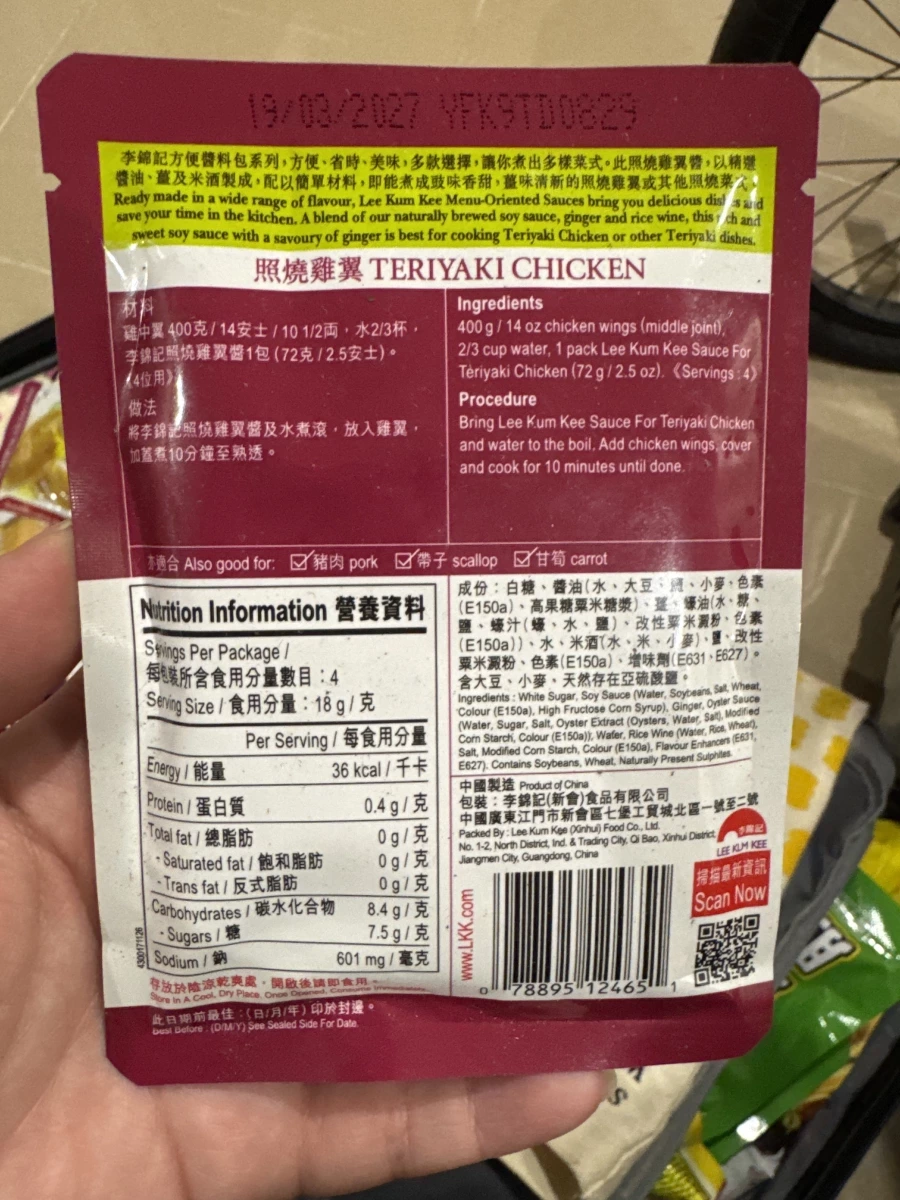 19/03/2027 YFK9TD0829
李錦記方便醬料包系列，方便、省時、美味，多款選擇，讓你煮出多樣菜式。此照燒雞翼醬，以精選
醬油、薑及米酒製成，配以簡單材料，即能煮成豉味香甜，薑味清新的照燒雞翼或其他照燒菜式。
Ready made in a wide range of flavour, Lee Kum Kee Menu-Oriented Sauces bring you delicious dishes and
save your time in the kitchen. A blend of our naturally brewed soy sauce, ginger and rice wine, this rich and
sweet soy sauce with a savoury of ginger is best for cooking Teriyaki Chicken or other Teriyaki dishes.
照燒雞翼 TERIYAKI CHICKEN
材料
雞中翼 400克 / 14安士 / 10 1/2両，水2/3杯，
李錦記照燒雞翼醬1包 (72克 / 2.5安士)。
《4位用》
做法
將李錦記照燒雞翼醬及水煮滾，放入雞翼，
加蓋煮10分鐘至熟透。
Ingredients
400 g / 14 oz chicken wings (middle joint),
2/3 cup water, 1 pack Lee Kum Kee Sauce For
Teriyaki Chicken (72 g / 2.5 oz). 《Servings : 4》
Procedure
Bring Lee Kum Kee Sauce For Teriyaki Chicken
and water to the boil. Add chicken wings, cover
and cook for 10 minutes until done.
亦適合 Also good for: ☑豬肉 pork ☑帶子 scallop ☑甘筍 carrot
Nutrition Information 營養資料
Servings Per Package /
每包裝所含食用分量數目：4
Serving Size / 食用分量：18 g / 克
Per Serving / 每食用分量
Energy / 能量 36 kcal / 千卡
Protein / 蛋白質 0.4 g / 克
Total fat / 總脂肪 0 g / 克
- Saturated fat / 飽和脂肪 0 g / 克
- Trans fat / 反式脂肪 0 g / 克
Carbohydrates / 碳水化合物 8.4 g / 克
- Sugars / 糖 7.5 g / 克
Sodium / 鈉 601 mg / 毫克
4300171126
存放於陰涼乾爽處，開啟後請即食用。
Store In A Cool, Dry Place. Once Opened, Consume Immediately.
此日期前最佳：(日/月/年) 印於封邊。
Best Before : (D/M/Y) See Sealed Side For Date.
成份：白糖、醬油(水、大豆、鹽、小麥、色素
(E150a)、高果糖粟米糖漿)、薑、蠔油(水、糖、
鹽、蠔汁(蠔、水、鹽)、改性粟米澱粉、色素
(E150a))、水、米酒(水、米、小麥)、鹽、改性
粟米澱粉、色素(E150a)、增味劑(E631、E627)。
含大豆、小麥、天然存在亞硫酸鹽。
Ingredients : White Sugar, Soy Sauce (Water, Soybeans, Salt, Wheat,
Colour (E150a), High Fructose Corn Syrup), Ginger, Oyster Sauce
(Water, Sugar, Salt, Oyster Extract (Oysters, Water, Salt), Modified
Corn Starch, Colour (E150a)), Water, Rice Wine (Water, Rice, Wheat),
Salt, Modified Corn Starch, Colour (E150a), Flavour Enhancers (E631,
E627). Contains Soybeans, Wheat, Naturally Present Sulphites.
中國製造 Product of China
包裝：李錦記(新會)食品有限公司
中國廣東江門市新會區七堡工貿城北區一號至二號
Packed By : Lee Kum Kee (Xinhui) Food Co., Ltd.
No. 1-2, North District, Ind. & Trading City, Qi Bao, Xinhui District,
Jiangmen City, Guangdong, China
李錦記
LEE KUM KEE
掃描最新資訊
Scan Now
www.LKK.com
0 78895 12465 1